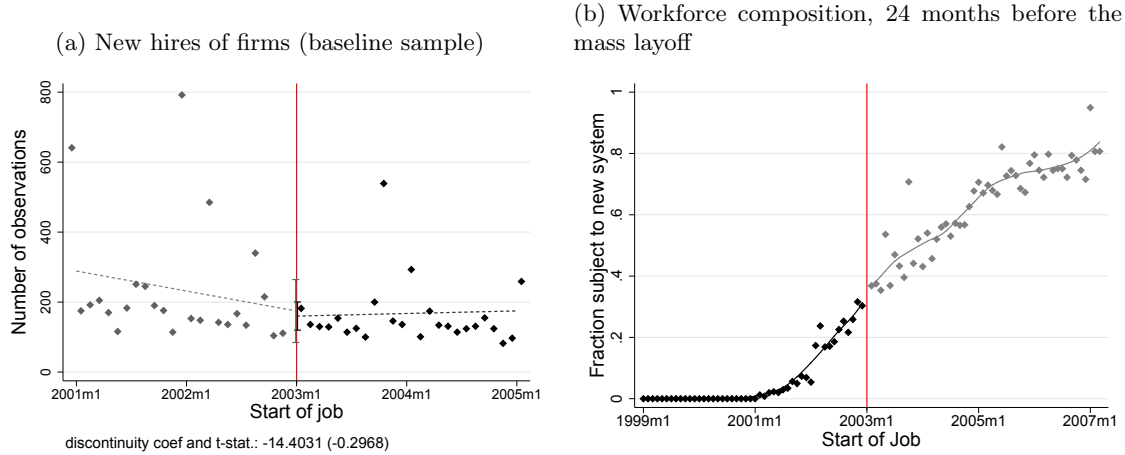 (a) New hires of firms (baseline sample)
(b) Workforce composition, 24 months before the
mass layoff
Number of observations
800
600
400
200
0
2001m1 2002m1 2003m1 2004m1 2005m1
Start of job
discontinuity coef and t-stat.: -14.4031 (-0.2968)
Fraction subject to new system
1
.8
.6
.4
.2
0
1999m1 2001m1 2003m1 2005m1 2007m1
Start of Job